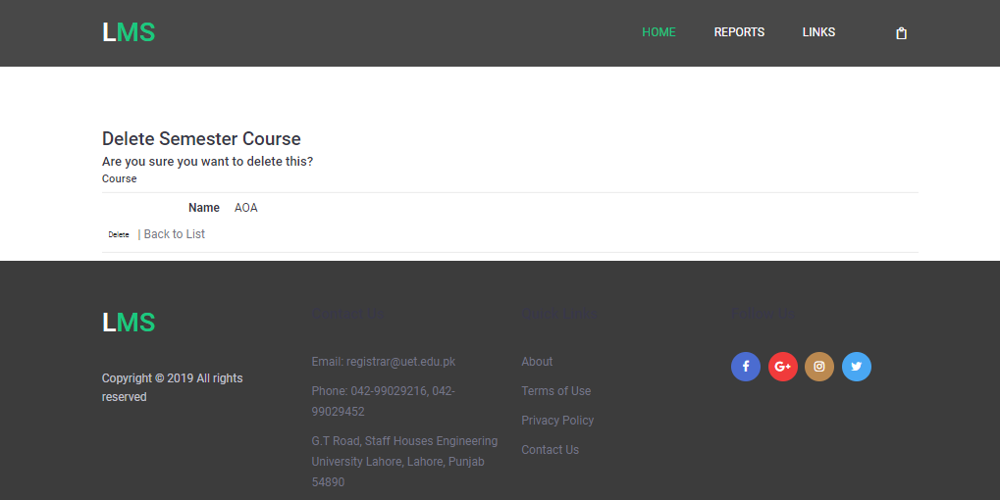 LMS
HOME REPORTS LINKS
Delete Semester Course
Are you sure you want to delete this?
Course
Name AOA
Delete | Back to List
LMS
Copyright © 2019 All rights
reserved
Contact Us
Email: registrar@uet.edu.pk
Phone: 042-99029216, 042-
99029452
G.T Road, Staff Houses Engineering
University Lahore, Lahore, Punjab
54890
Quick Links
About
Terms of Use
Privacy Policy
Contact Us
Follow Us
f
G+